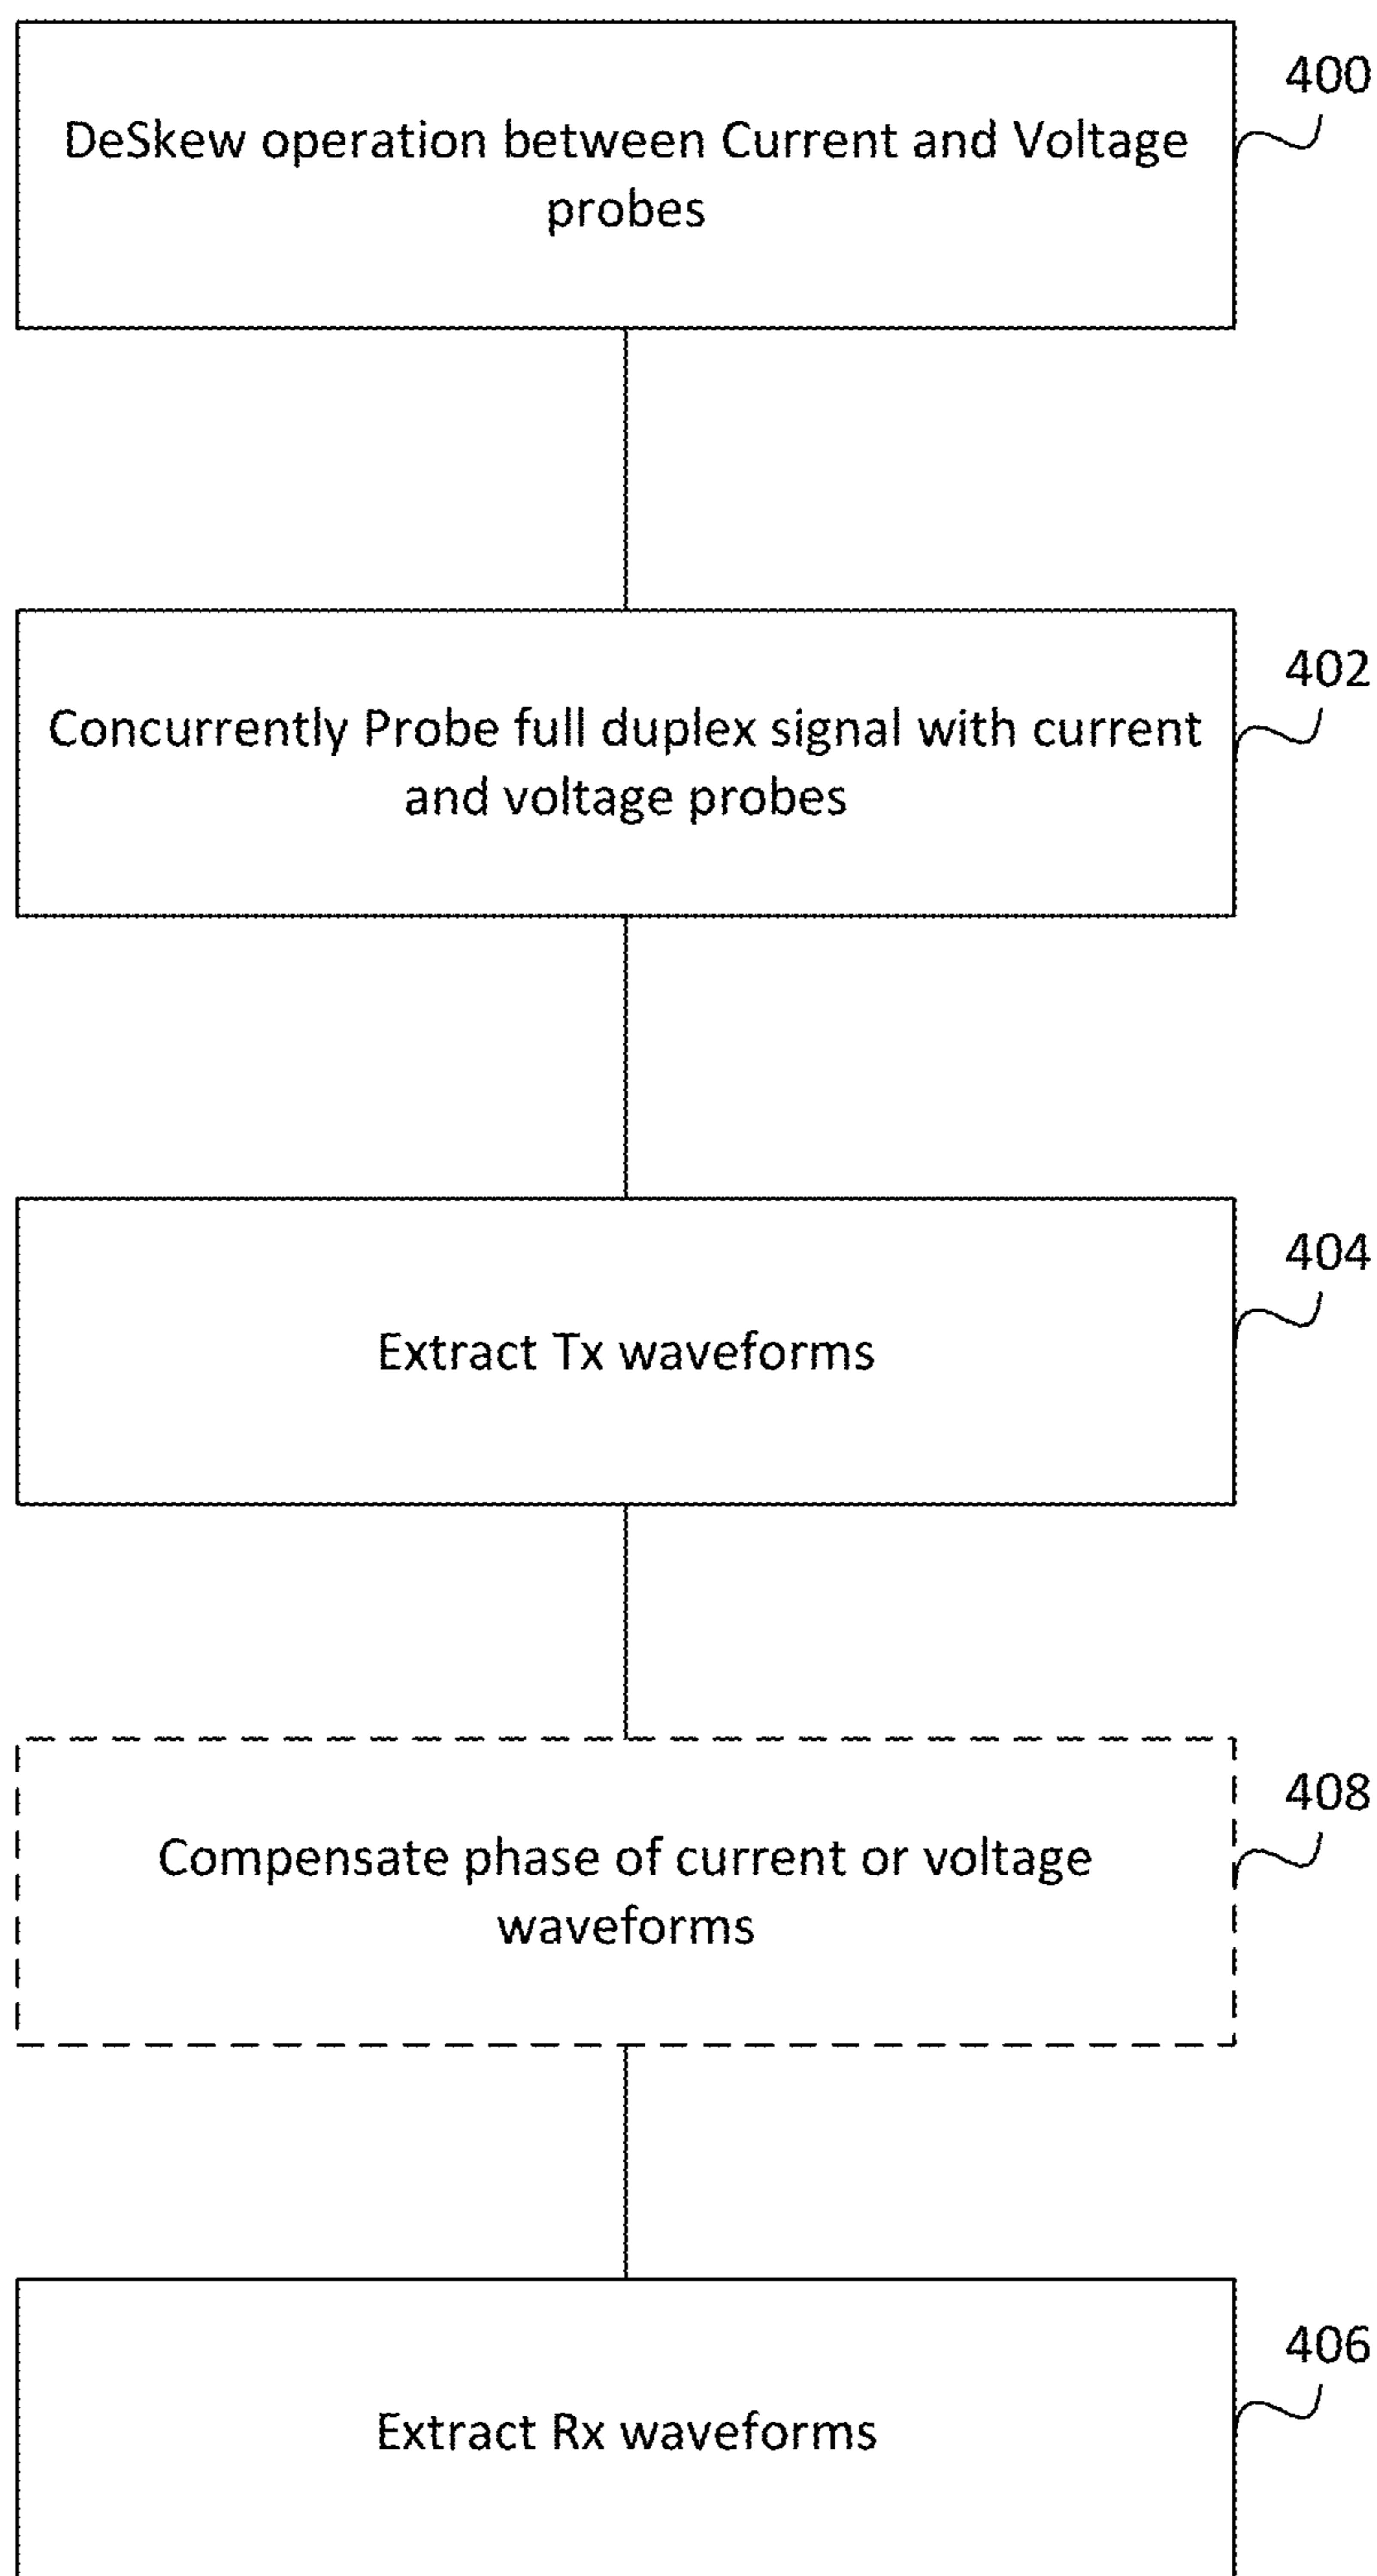 400
DeSkew operation between Current and Voltage
probes
402
Concurrently Probe full duplex signal with current
and voltage probes
404
Extract Tx waveforms
408
Compensate phase of current or voltage
waveforms
406
Extract Rx waveforms